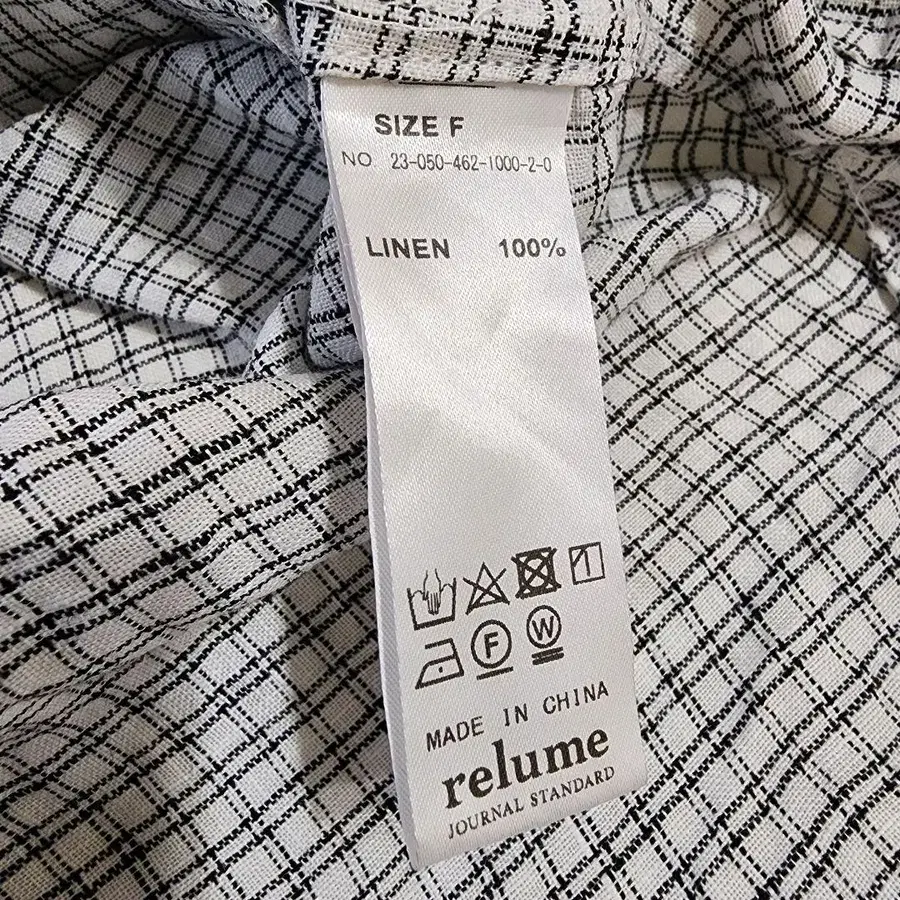 SIZE F
NO 23-050-462-1000-2-0
LINEN 100%
F W
MADE IN CHINA
relume
JOURNAL STANDARD